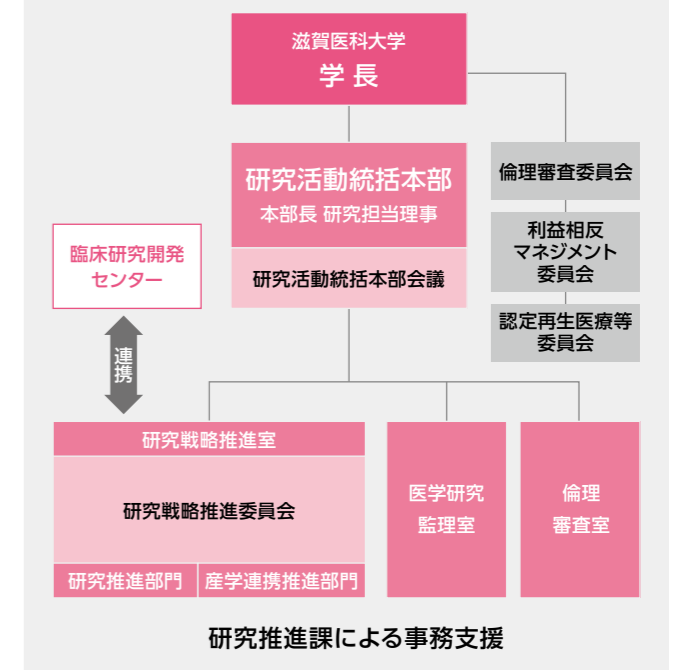 滋賀医科大学
学 長
研究活動統括本部
本部長 研究担当理事
研究活動統括本部会議
倫理審査委員会
利益相反
マネジメント
委員会
認定再生医療等
委員会
臨床研究開発
センター
連携
研究戦略推進室
研究戦略推進委員会
研究推進部門
産学連携推進部門
医学研究
監理室
倫理
審査室
研究推進課による事務支援